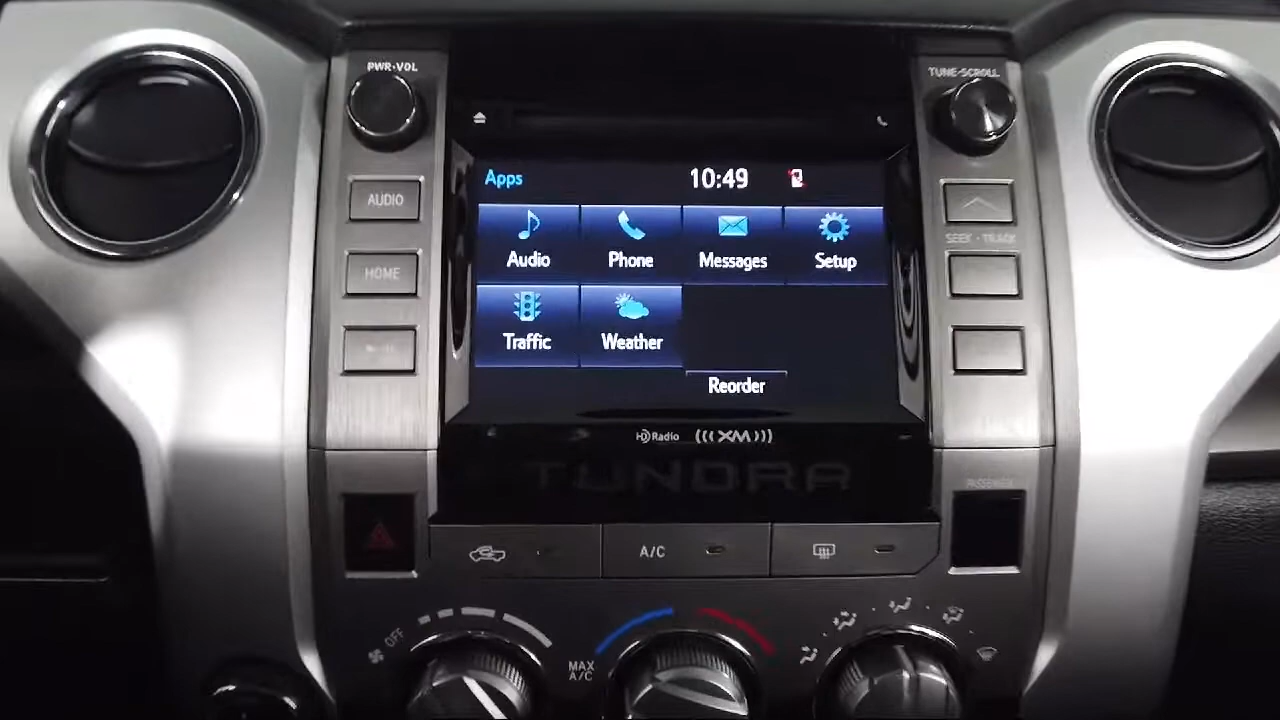 PWR·VOL
TUNE·SCROLL
AUDIO
HOME
SEEK · TRACK
Apps
10:49
Audio
Phone
Messages
Setup
Traffic
Weather
Reorder
HD Radio
((( XM )))
TUNDRA
PASSENGER
A/C
OFF
MAX
A/C